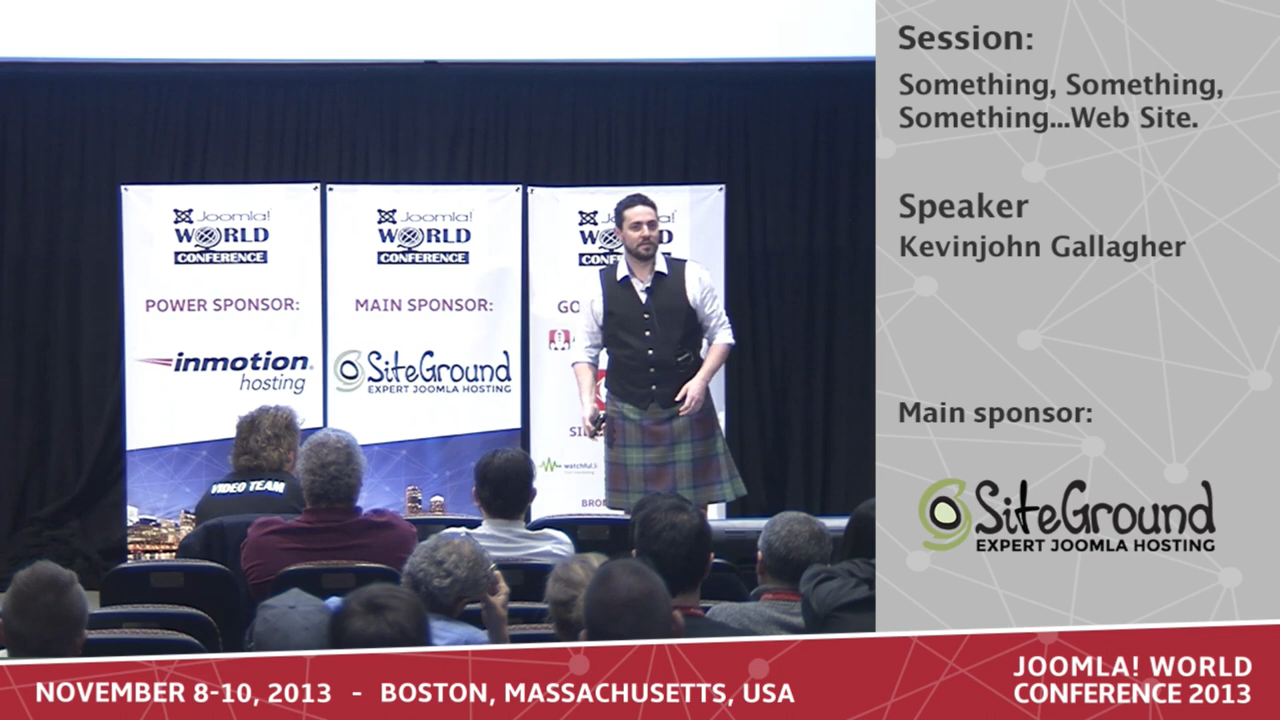 Joomla!
WORLD
CONFERENCE
POWER SPONSOR:
inmotion
hosting
Joomla!
WORLD
CONFERENCE
MAIN SPONSOR:
SiteGround
EXPERT JOOMLA HOSTING
watchful.li
VIDEO TEAM
Session:
Something, Something,
Something...Web Site.
Speaker
Kevinjohn Gallagher
Main sponsor:
SiteGround
EXPERT JOOMLA HOSTING
NOVEMBER 8-10, 2013 - BOSTON, MASSACHUSETTS, USA
JOOMLA! WORLD
CONFERENCE 2013